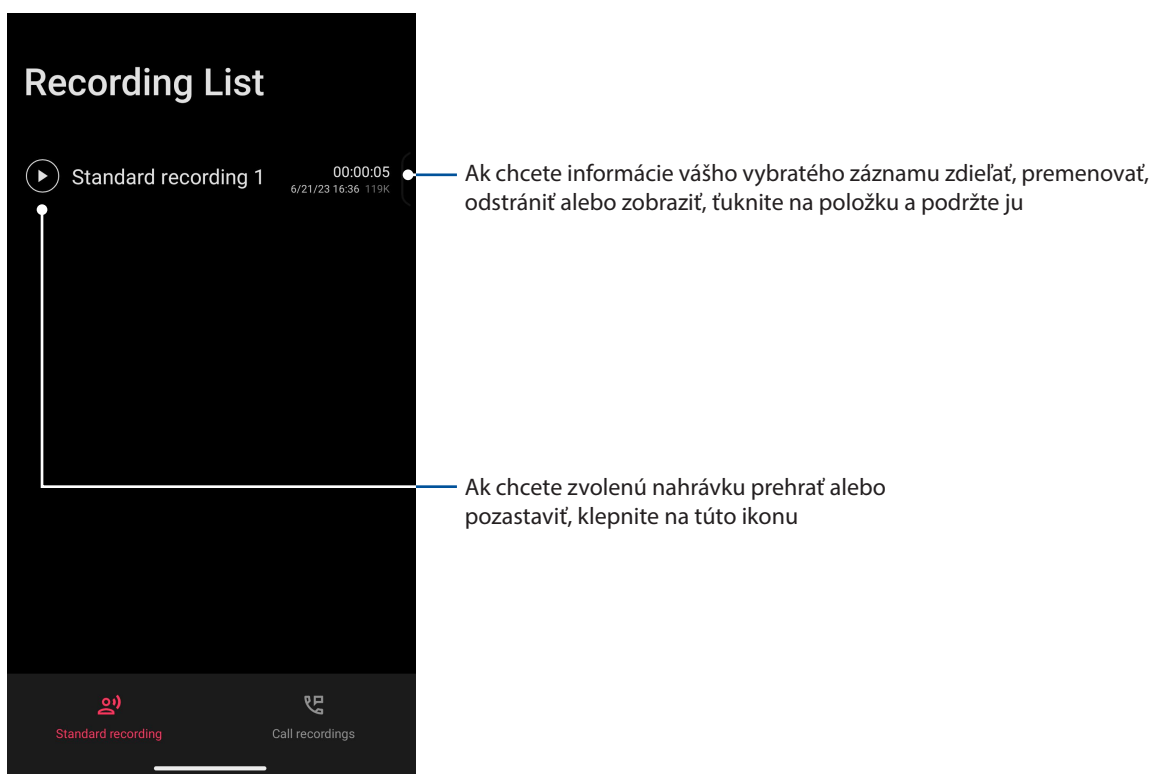 Recording List
Standard recording 1
00:00:05
6/21/23 16:36 119K
Ak chcete informácie vášho vybratého záznamu zdieľať, premenovať,
odstrániť alebo zobraziť, ťuknite na položku a podržte ju
Ak chcete zvolenú nahrávku prehrať alebo
pozastaviť, klepnite na túto ikonu
Standard recording
Call recordings